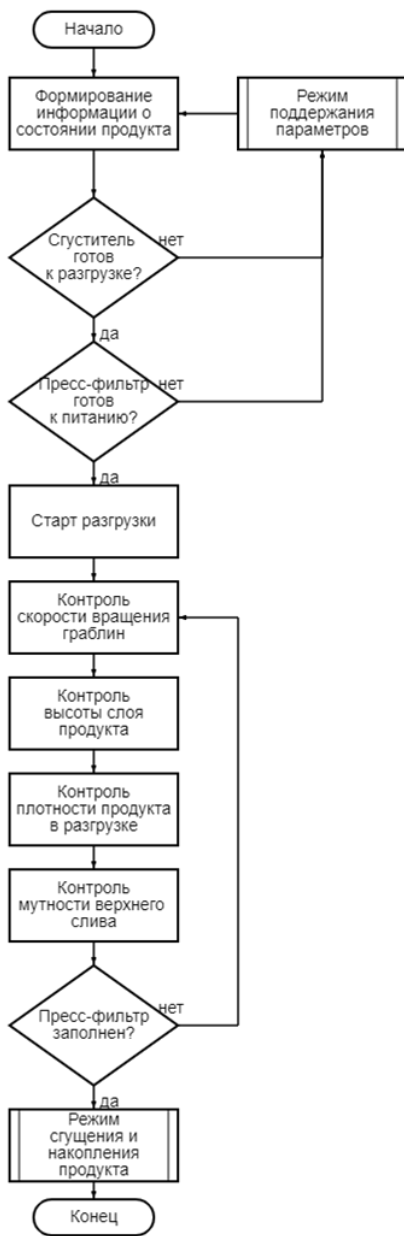 Начало
Формирование
информации о
состоянии продукта
Режим
поддержания
параметров
Сгуститель
готов
к разгрузке?
нет
да
Пресс-фильтр
готов
к питанию?
нет
да
Старт разгрузки
Контроль
скорости вращения
граблин
Контроль
высоты слоя
продукта
Контроль
плотности продукта
в разгрузке
Контроль
мутности верхнего
слива
Пресс-фильтр
заполнен?
нет
да
Режим
сгущения и
накопления
продукта
Конец